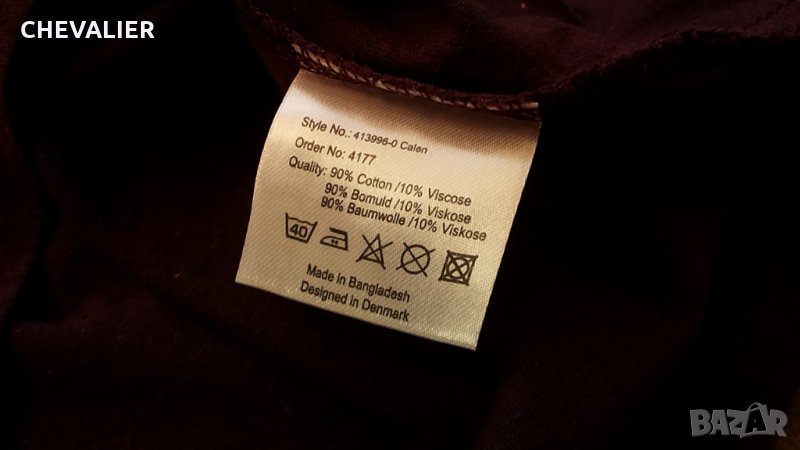 CHEVALIER
Style No.: 413996-0 Calen
Order No: 4177
Quality: 90% Cotton /10% Viscose
90% Bomuld /10% Viskose
90% Baumwolle /10% Viskose
40
Made in Bangladesh
Designed in Denmark
BAZAR